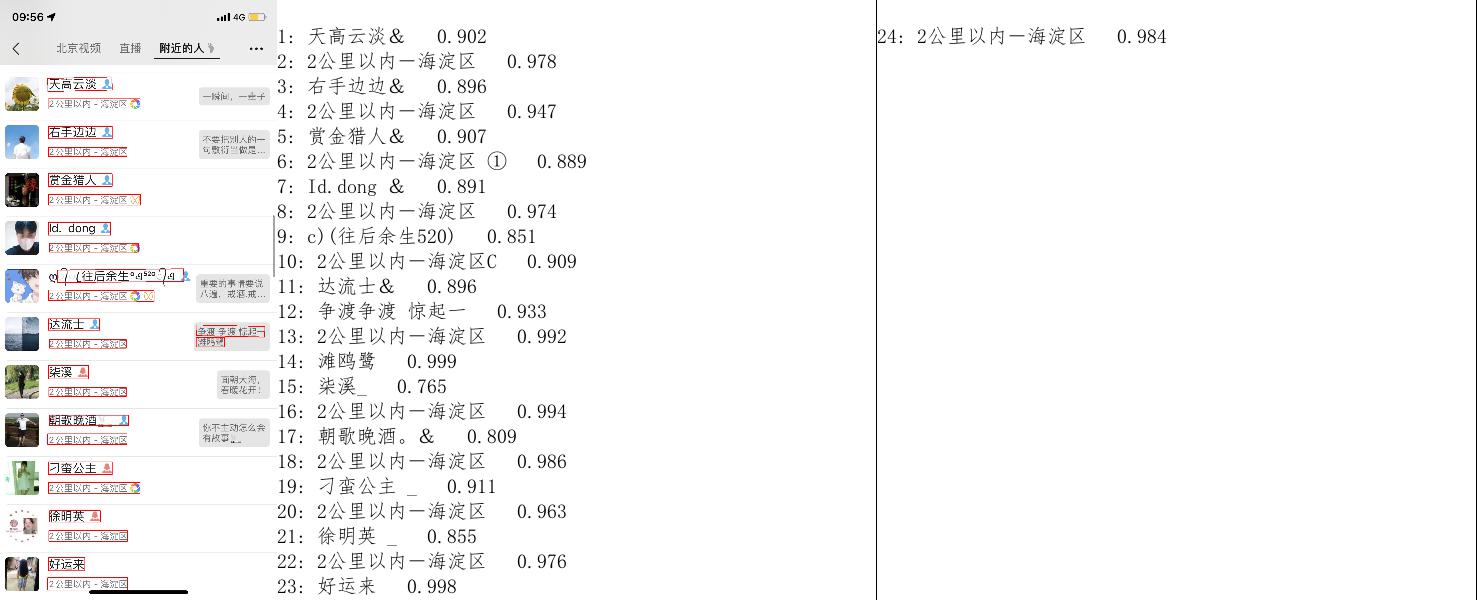 09:56
4G
北京视频 直播 附近的人
天高云淡
2公里以内 - 海淀区
一瞬间，一辈子
右手边边
2公里以内 - 海淀区
不要把别人的一
句敷衍当做是...
赏金猎人
2公里以内 - 海淀区
Id. dong
2公里以内 - 海淀区
(往后余生
520
2公里以内 - 海淀区
重要的事情要说
八遍，戒酒,戒...
达流士
2公里以内 - 海淀区
争渡 争渡 惊起一
滩鸥鹭
柒溪
2公里以内 - 海淀区
面朝大海，
春暖花开！
朝歌晚酒
2公里以内 - 海淀区
你不主动怎么会
有故事
刁蛮公主
2公里以内 - 海淀区
徐明英
2公里以内 - 海淀区
好运来
2公里以内 - 海淀区
1: 天高云淡& 0.902
2: 2公里以内-海淀区 0.978
3: 右手边边& 0.896
4: 2公里以内-海淀区 0.947
5: 赏金猎人& 0.907
6: 2公里以内-海淀区 ① 0.889
7: Id.dong & 0.891
8: 2公里以内-海淀区 0.974
9: c)(往后余生520) 0.851
10: 2公里以内-海淀区C 0.909
11: 达流士& 0.896
12: 争渡争渡 惊起一 0.933
13: 2公里以内-海淀区 0.992
14: 滩鸥鹭 0.999
15: 柒溪_ 0.765
16: 2公里以内-海淀区 0.994
17: 朝歌晚酒。& 0.809
18: 2公里以内-海淀区 0.986
19: 刁蛮公主 _ 0.911
20: 2公里以内-海淀区 0.963
21: 徐明英 _ 0.855
22: 2公里以内-海淀区 0.976
23: 好运来 0.998
24: 2公里以内-海淀区 0.984